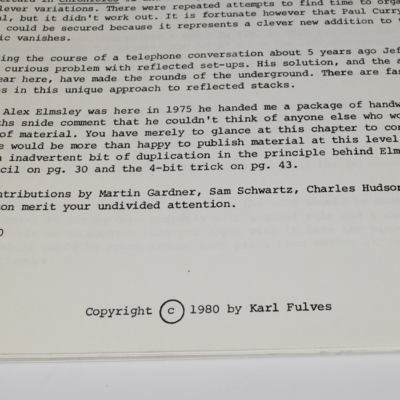 lever variations. There were repeated attempts to find time to orga
l, but it didn't work out. It is fortunate however that Paul Curry
could be secured because it represents a clever new addition to
ic vanishes.
ing the course of a telephone conversation about 5 years ago Jef
curious problem with reflected set-ups. His solution, and the a
ear here, have made the rounds of the underground. There are fas
es in this unique approach to reflected stacks.
Alex Elmsley was here in 1975 he handed me a package of handw
ths snide comment that he couldn't think of anyone else who wo
of material. You have merely to glance at this chapter to con
e would be more than happy to publish material at this level
n inadvertent bit of duplication in the principle behind Elm
cil on pg. 30 and the 4-bit trick on pg. 43.
ntributions by Martin Gardner, Sam Schwartz, Charles Hudson
on merit your undivided attention.
0
Copyright © 1980 by Karl Fulves